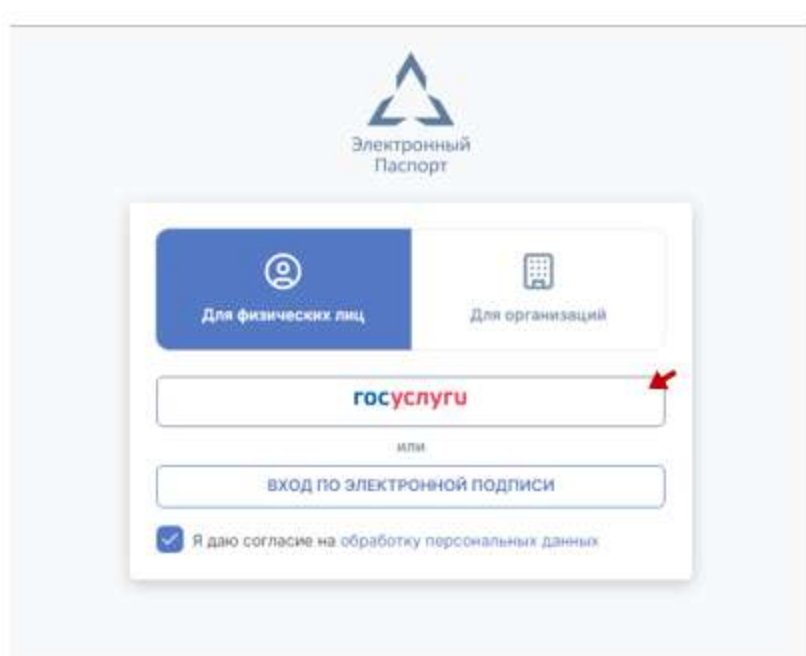 Электронный
Паспорт
Для физических лиц
Для организаций
госуслуги
или
ВХОД ПО ЭЛЕКТРОННОЙ ПОДПИСИ
Я даю согласие на обработку персональных данных